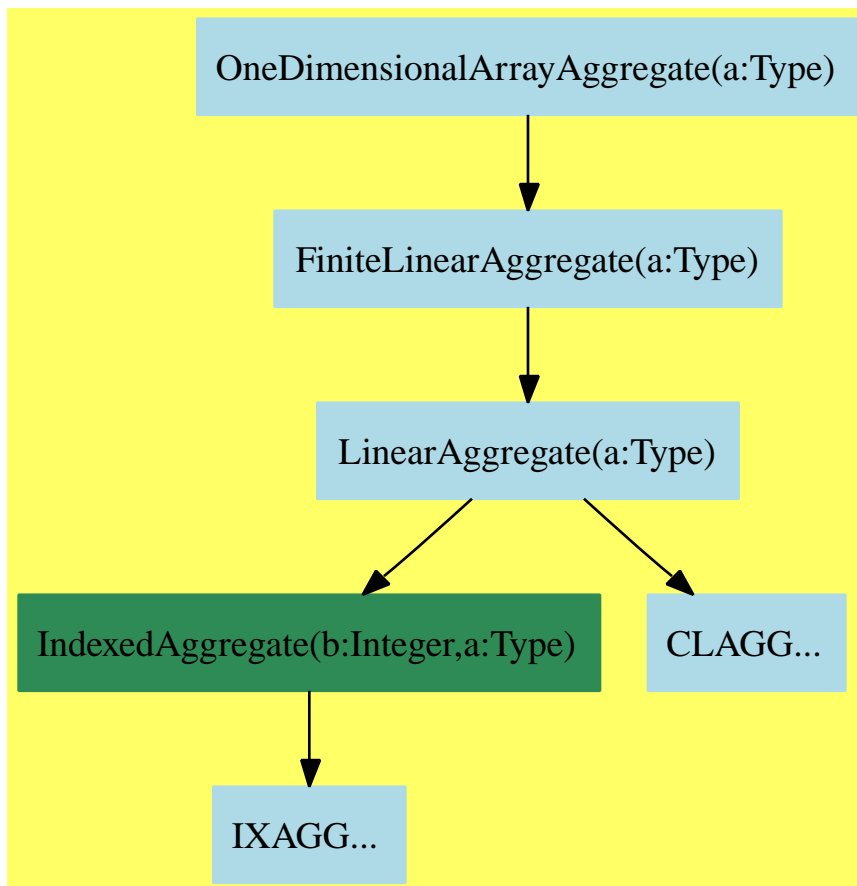 OneDimensionalArrayAggregate(a:Type)
FiniteLinearAggregate(a:Type)
LinearAggregate(a:Type)
IndexedAggregate(b:Integer,a:Type)
CLAGG...
IXAGG...